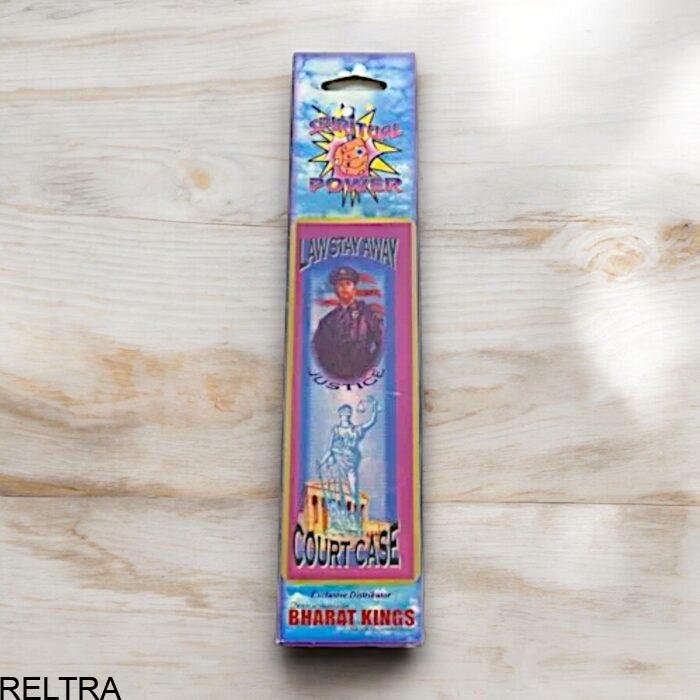 SPIRITUAL
POWER
LAW STAY AWAY
JUSTICE
COURT CASE
Exclusive Distributor
BHARAT KINGS
RELTRA